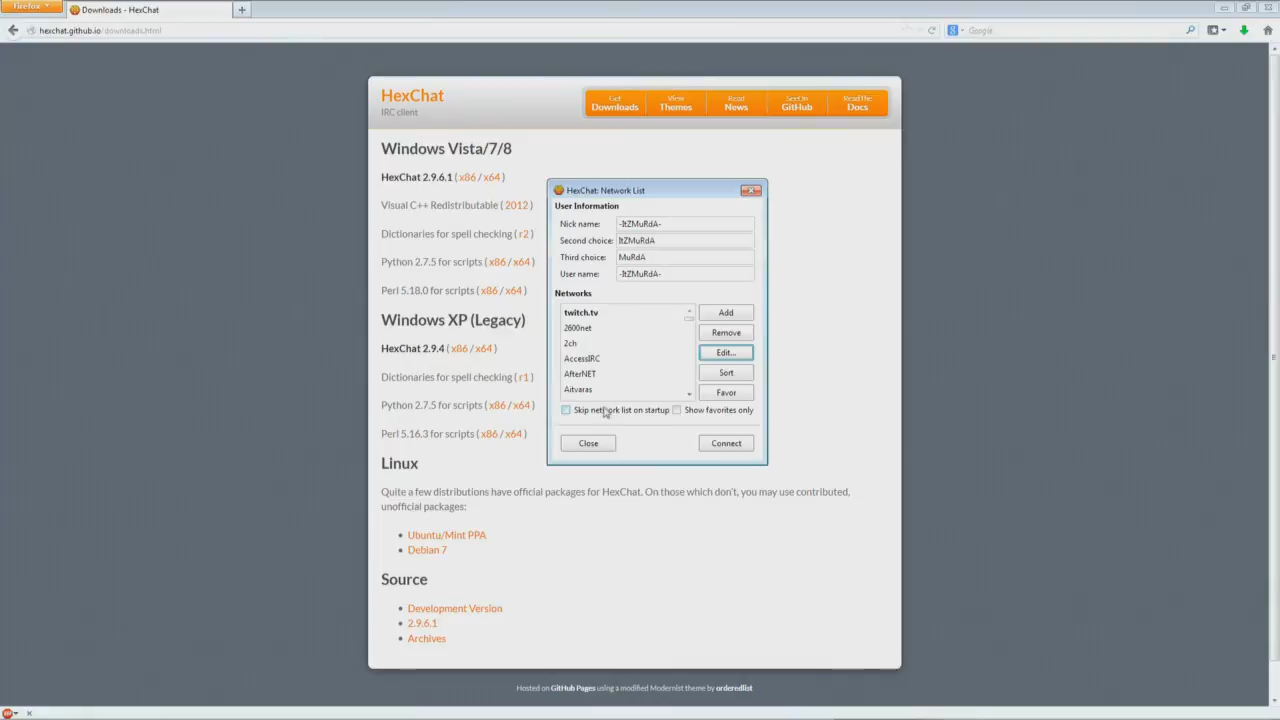 Firefox
Downloads - HexChat
hexchat.github.io/downloads.html
Google
HexChat
IRC client
Get Downloads
View Themes
Read News
See On GitHub
Read The Docs
Windows Vista/7/8
HexChat 2.9.6.1 ( x86 / x64 )
Visual C++ Redistributable ( 2012 )
Dictionaries for spell checking ( r2 )
Python 2.7.5 for scripts ( x86 / x64 )
Perl 5.18.0 for scripts ( x86 / x64 )
Windows XP (Legacy)
HexChat 2.9.4 ( x86 / x64 )
Dictionaries for spell checking ( r1 )
Python 2.7.5 for scripts ( x86 / x64 )
Perl 5.16.3 for scripts ( x86 / x64 )
Linux
Quite a few distributions have official packages for HexChat. On those which don't, you may use contributed,
unofficial packages:
Ubuntu/Mint PPA
Debian 7
Source
Development Version
2.9.6.1
Archives
Hosted on GitHub Pages using a modified Modernist theme by orderedlist
HexChat: Network List
User Information
Nick name: -ItZMuRdA-
Second choice: ItZMuRdA
Third choice: MuRdA
User name: -ItZMuRdA-
Networks
twitch.tv
2600net
2ch
AccessIRC
AfterNET
Aitvaras
Add
Remove
Edit...
Sort
Favor
Skip network list on startup
Show favorites only
Close
Connect